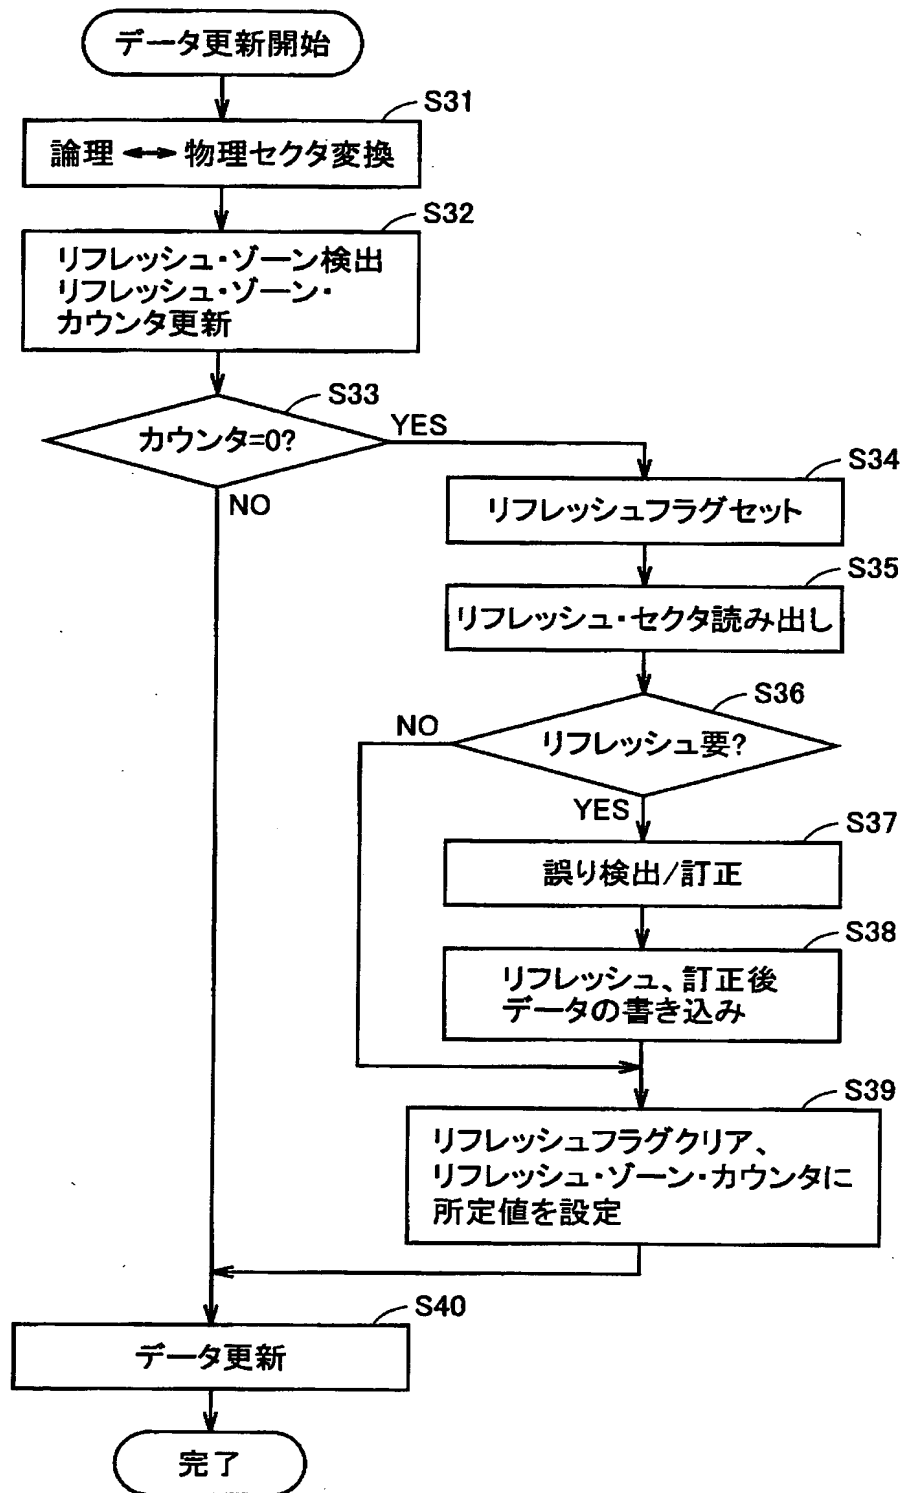 データ更新開始
S31
論理 ↔ 物理セクタ変換
S32
リフレッシュ・ゾーン検出
リフレッシュ・ゾーン・
カウンタ更新
S33
カウンタ=0?
YES
NO
S34
リフレッシュフラグセット
S35
リフレッシュ・セクタ読み出し
S36
リフレッシュ要?
NO
YES
S37
誤り検出/訂正
S38
リフレッシュ、訂正後
データの書き込み
S39
リフレッシュフラグクリア、
リフレッシュ・ゾーン・カウンタに
所定値を設定
S40
データ更新
完了